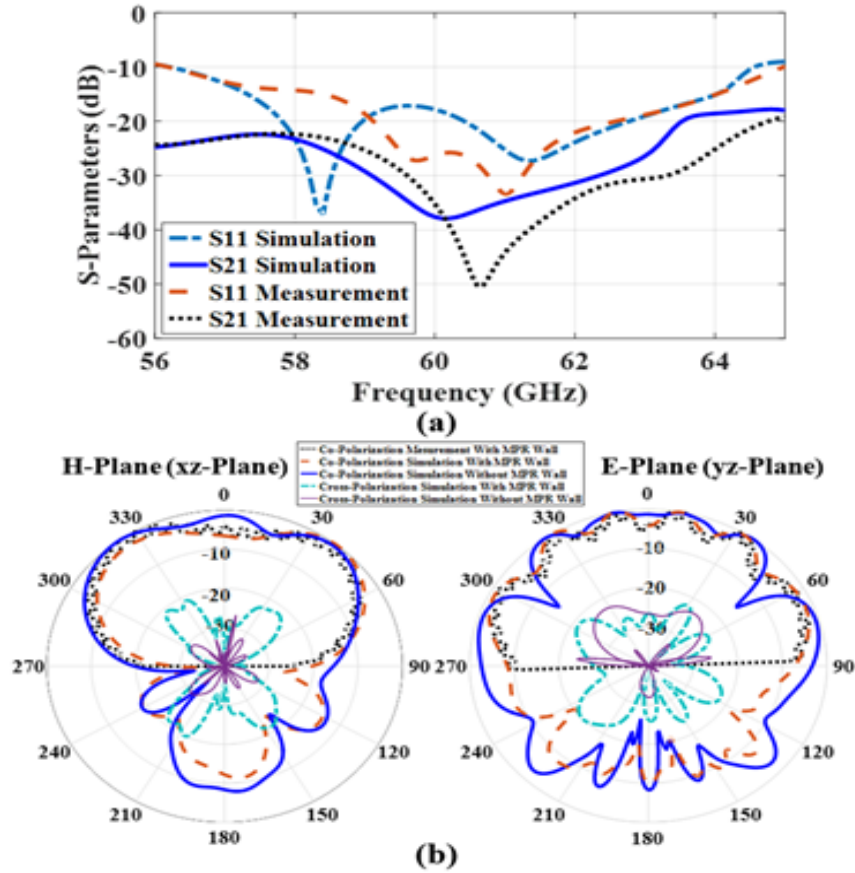 0
-10
-20
-30
-40
-50
-60
S-Parameters (dB)
S11 Simulation
S21 Simulation
S11 Measurement
S21 Measurement
56
58
60
62
64
Frequency (GHz)
(a)
Co-Polarization Mesurement With MPR Wall
Co-Polarization Simulation With MPR Wall
Co-Polarization Simulation Without MPR Wall
Cross-Polarization Simulation With MPR Wall
Cross-Polarization Simulation Without MPR Wall
H-Plane (xz-Plane)
0
330
30
-10
300
60
-20
-30
270
90
240
120
210
150
180
E-Plane (yz-Plane)
0
330
30
-10
300
60
-20
-30
270
90
240
120
210
150
180
(b)